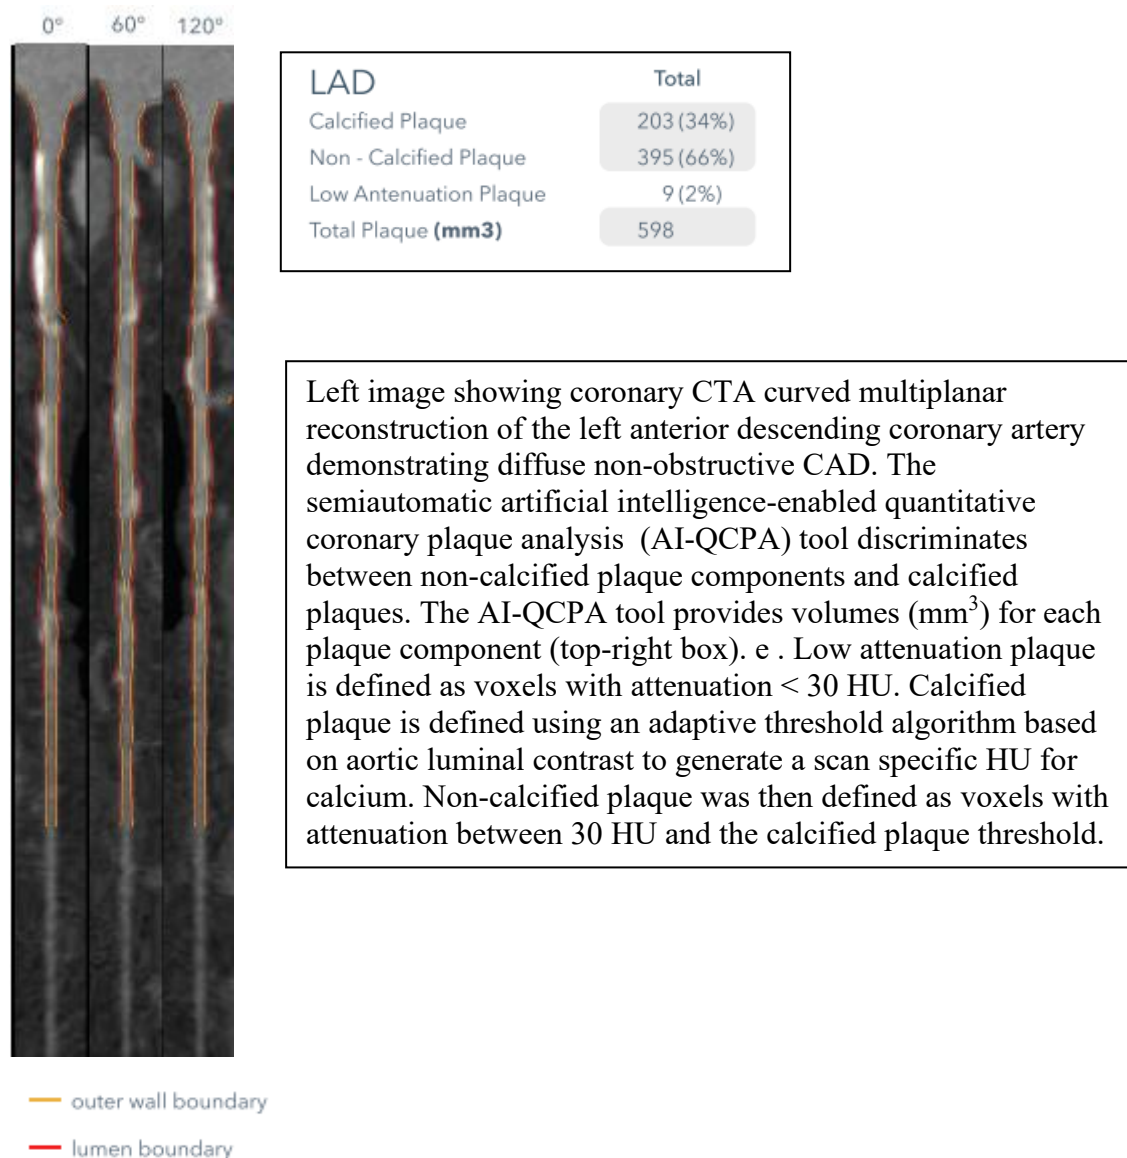 0° 60° 120°
LAD Total
Calcified Plaque 203 (34%)
Non - Calcified Plaque 395 (66%)
Low Antenuation Plaque 9 (2%)
Total Plaque (mm3) 598
Left image showing coronary CTA curved multiplanar
reconstruction of the left anterior descending coronary artery
demonstrating diffuse non-obstructive CAD. The
semiautomatic artificial intelligence-enabled quantitative
coronary plaque analysis (AI-QCPA) tool discriminates
between non-calcified plaque components and calcified
plaques. The AI-QCPA tool provides volumes (mm³) for each
plaque component (top-right box). e . Low attenuation plaque
is defined as voxels with attenuation < 30 HU. Calcified
plaque is defined using an adaptive threshold algorithm based
on aortic luminal contrast to generate a scan specific HU for
calcium. Non-calcified plaque was then defined as voxels with
attenuation between 30 HU and the calcified plaque threshold.
outer wall boundary
lumen boundary